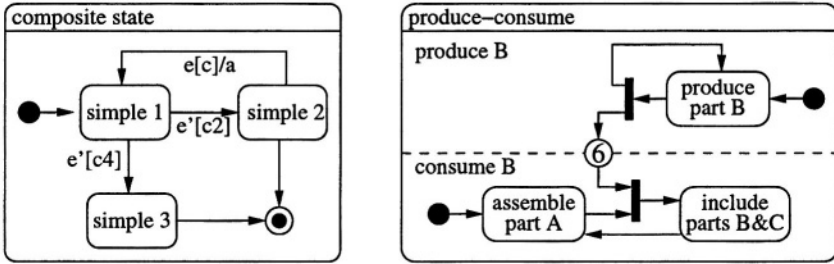 composite state
e[c]/a
simple 1
simple 2
e'[c2]
e'[c4]
simple 3
produce–consume
produce B
produce
part B
6
consume B
assemble
part A
include
parts B&C